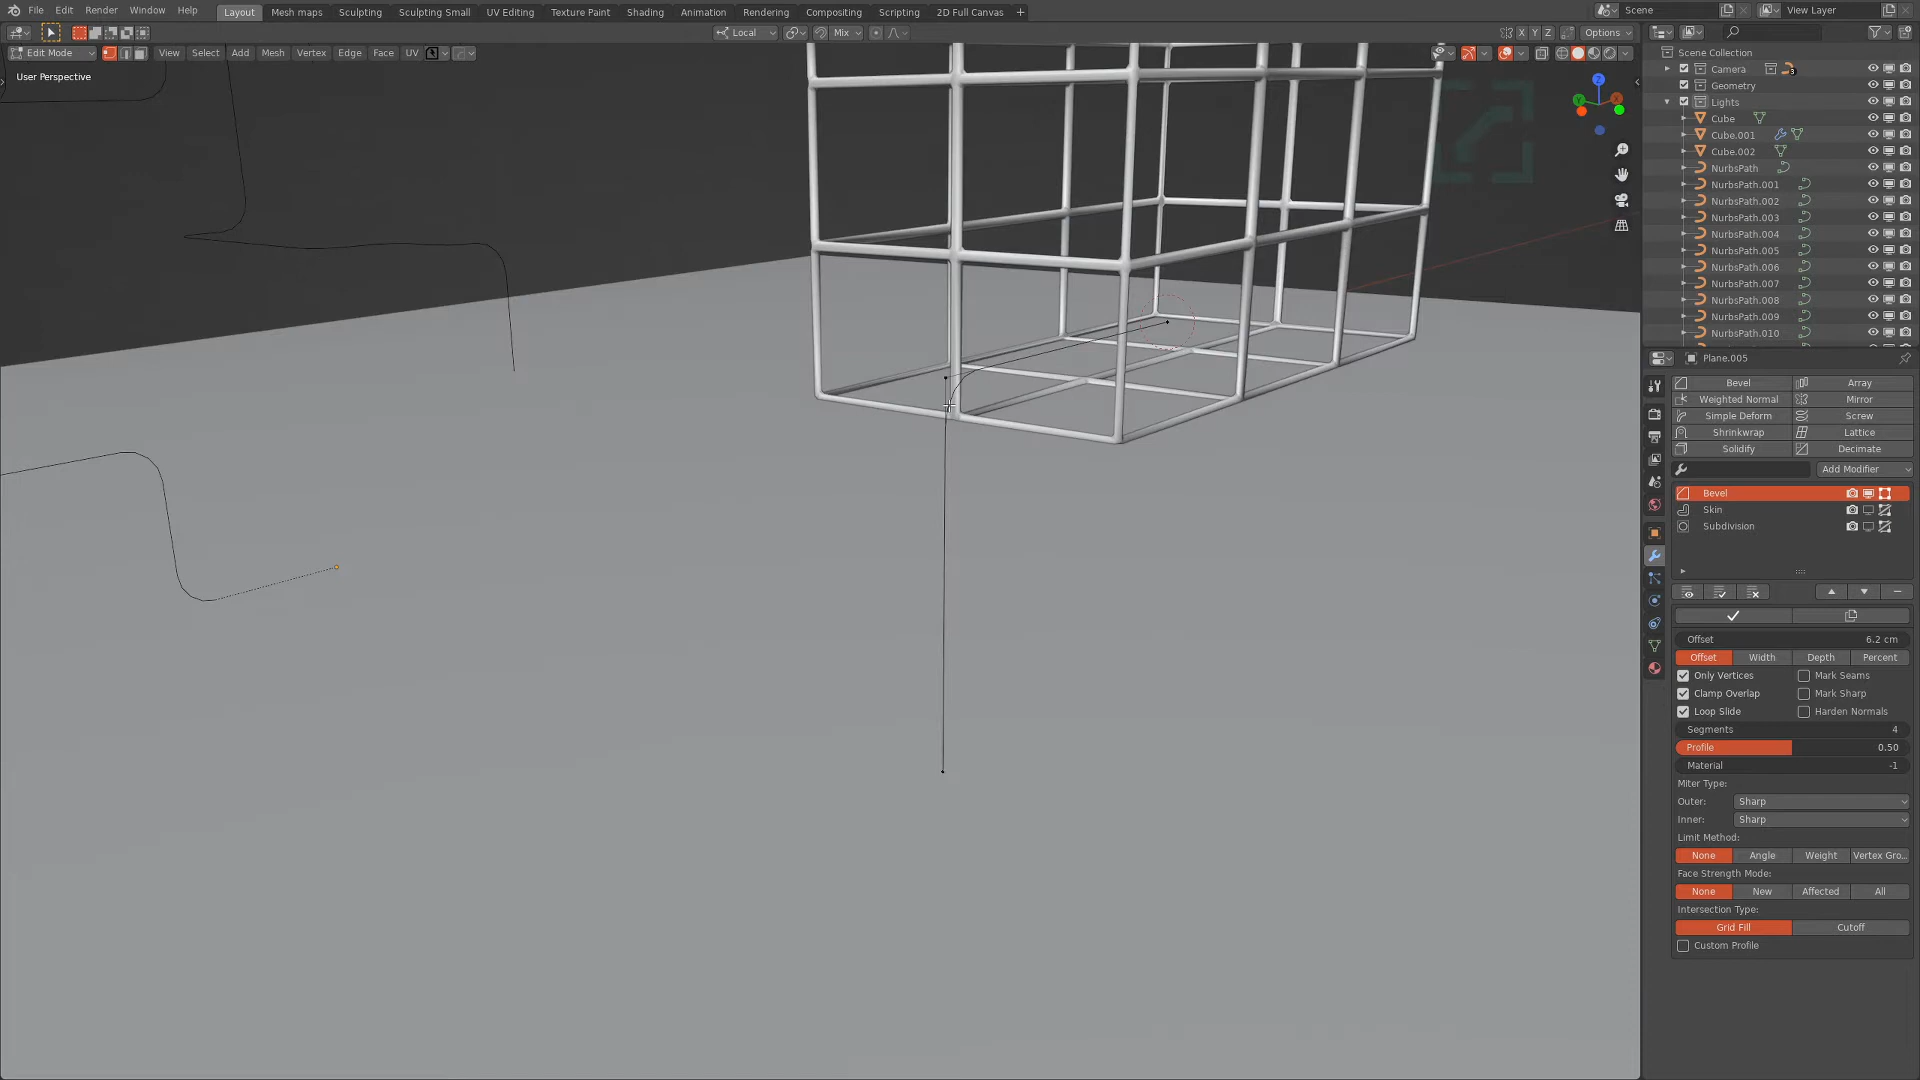 File Edit Render Window Help Layout Mesh maps Sculpting Sculpting Small UV Editing Texture Paint Shading Animation Rendering Compositing Scripting 2D Full Canvas + Scene View Layer
Local Mix X Y Z Options
Edit Mode View Select Add Mesh Vertex Edge Face UV
User Perspective
Z
Y
Scene Collection
Camera 3
Geometry
Lights
Cube
Cube.001
Cube.002
NurbsPath
NurbsPath.001
NurbsPath.002
NurbsPath.003
NurbsPath.004
NurbsPath.005
NurbsPath.006
NurbsPath.007
NurbsPath.008
NurbsPath.009
NurbsPath.010
Plane.005
Bevel Array
Weighted Normal Mirror
Simple Deform Screw
Shrinkwrap Lattice
Solidify Decimate
Add Modifier
Bevel
Skin
Subdivision
Offset 6.2 cm
Offset Width Depth Percent
Only Vertices Mark Seams
Clamp Overlap Mark Sharp
Loop Slide Harden Normals
Segments 4
Profile 0.50
Material -1
Miter Type:
Outer: Sharp
Inner: Sharp
Limit Method:
None Angle Weight Vertex Gro...
Face Strength Mode:
None New Affected All
Intersection Type:
Grid Fill Cutoff
Custom Profile